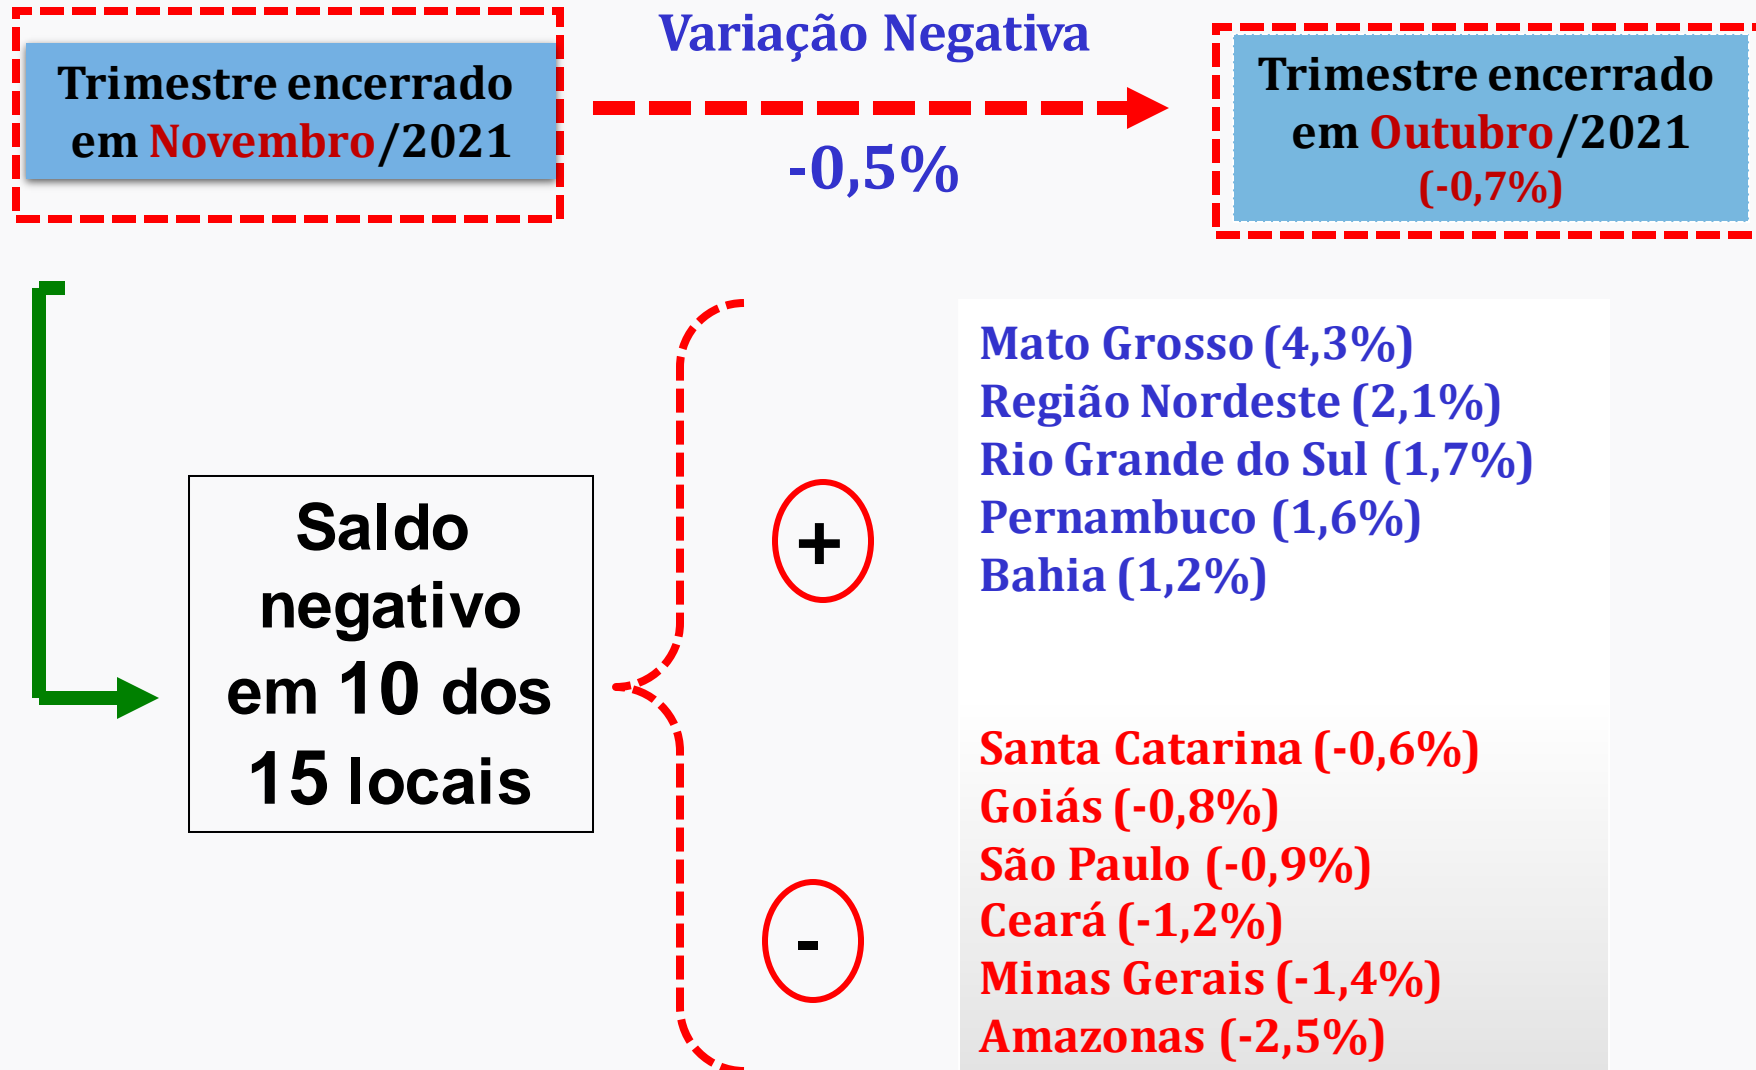 Trimestre encerrado
em Novembro/2021
Variação Negativa
-0,5%
Trimestre encerrado
em Outubro/2021
(-0,7%)
Saldo
negativo
em 10 dos
15 locais
+
Mato Grosso (4,3%)
Região Nordeste (2,1%)
Rio Grande do Sul (1,7%)
Pernambuco (1,6%)
Bahia (1,2%)
-
Santa Catarina (-0,6%)
Goiás (-0,8%)
São Paulo (-0,9%)
Ceará (-1,2%)
Minas Gerais (-1,4%)
Amazonas (-2,5%)